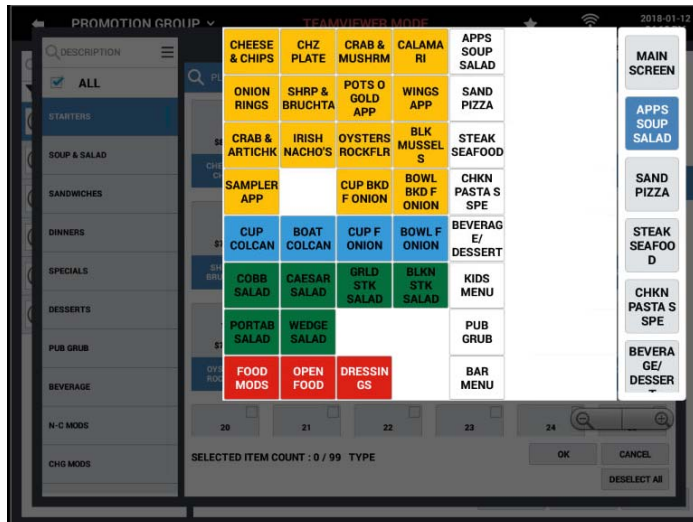 PROMOTION GROUP
TEAMVIEWER MODE
2018-01-12
DESCRIPTION
ALL
STARTERS
SOUP & SALAD
SANDWICHES
DINNERS
SPECIALS
DESSERTS
PUB GRUB
BEVERAGE
N-C MODS
CHG MODS
CHEESE
& CHIPS
CHZ
PLATE
CRAB &
MUSHRM
CALAMA
RI
APPS
SOUP
SALAD
ONION
RINGS
SHRP &
BRUCHTA
POTS O
GOLD
APP
WINGS
APP
SAND
PIZZA
CRAB &
ARTICHK
IRISH
NACHO'S
OYSTERS
ROCKFLR
BLK
MUSSEL
S
STEAK
SEAFOOD
SAMPLER
APP
CUP BKD
F ONION
BOWL
BKD F
ONION
CHKN
PASTA S
SPE
CUP
COLCAN
BOAT
COLCAN
CUP F
ONION
BOWL F
ONION
BEVERAG
E/
DESSERT
COBB
SALAD
CAESAR
SALAD
GRLD
STK
SALAD
BLKN
STK
SALAD
KIDS
MENU
PORTAB
SALAD
WEDGE
SALAD
PUB
GRUB
FOOD
MODS
OPEN
FOOD
DRESSIN
GS
BAR
MENU
MAIN
SCREEN
APPS
SOUP
SALAD
SAND
PIZZA
STEAK
SEAFOO
D
CHKN
PASTA S
SPE
BEVERA
GE/
DESSER
20
21
22
23
24
SELECTED ITEM COUNT : 0 / 99 TYPE
OK
CANCEL
DESELECT All